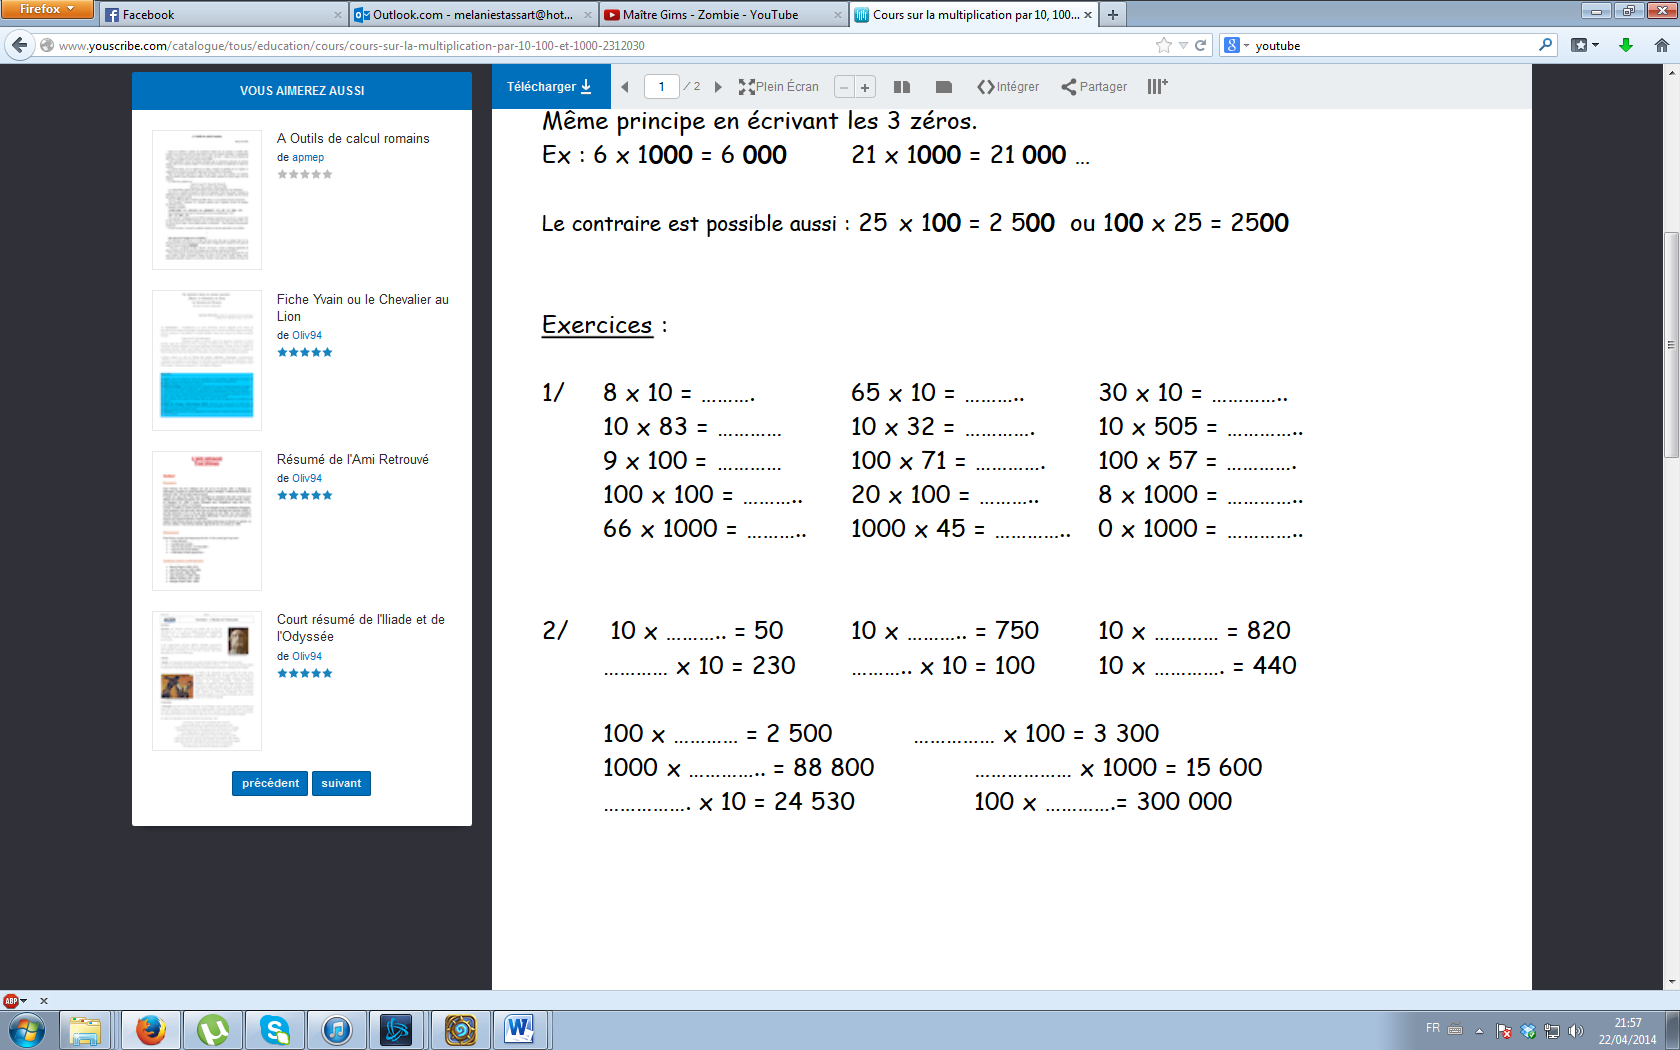 Firefox
Facebook
Outlook.com - melaniestassart@hot...
Maître Gims - Zombie - YouTube
Cours sur la multiplication par 10, 100...
www.youscribe.com/catalogue/tous/education/cours/cours-sur-la-multiplication-par-10-100-et-1000-2312030
youtube
VOUS AIMEREZ AUSSI
A Outils de calcul romains
de apmep
Fiche Yvain ou le Chevalier au
Lion
de Oliv94
Résumé de l'Ami Retrouvé
de Oliv94
Court résumé de l'Iliade et de
l'Odyssée
de Oliv94
précédent suivant
Télécharger 1 / 2 Plein Écran Intégrer Partager
Même principe en écrivant les 3 zéros.
Ex : 6 x 1000 = 6 000 21 x 1000 = 21 000 ...
Le contraire est possible aussi : 25 x 100 = 2 500 ou 100 x 25 = 2500
Exercices :
1/ 8 x 10 = .......... 65 x 10 = ........... 30 x 10 = ..............
10 x 83 = ............ 10 x 32 = ............. 10 x 505 = ..............
9 x 100 = ............ 100 x 71 = ............. 100 x 57 = .............
100 x 100 = ........... 20 x 100 = ........... 8 x 1000 = ..............
66 x 1000 = ........... 1000 x 45 = .............. 0 x 1000 = ..............
2/ 10 x ........... = 50 10 x ........... = 750 10 x ............ = 820
............ x 10 = 230 ........... x 10 = 100 10 x ............. = 440
100 x ............ = 2 500 ............... x 100 = 3 300
1000 x .............. = 88 800 .................. x 1000 = 15 600
................ x 10 = 24 530 100 x .............= 300 000
ABP
FR
21:57
22/04/2014